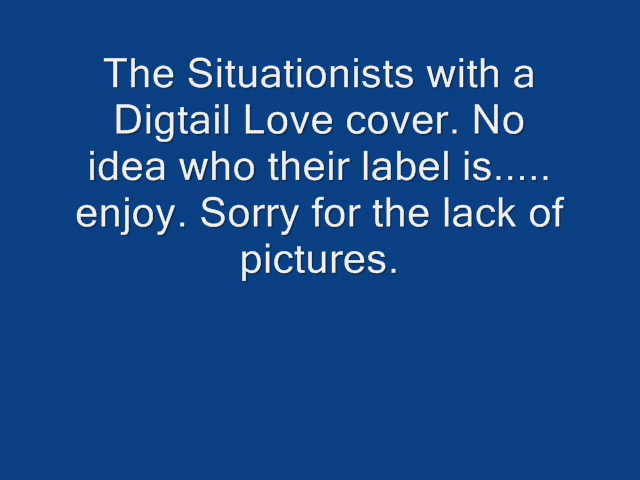 The Situationists with a
Digtail Love cover. No
idea who their label is.....
enjoy. Sorry for the lack of
pictures.